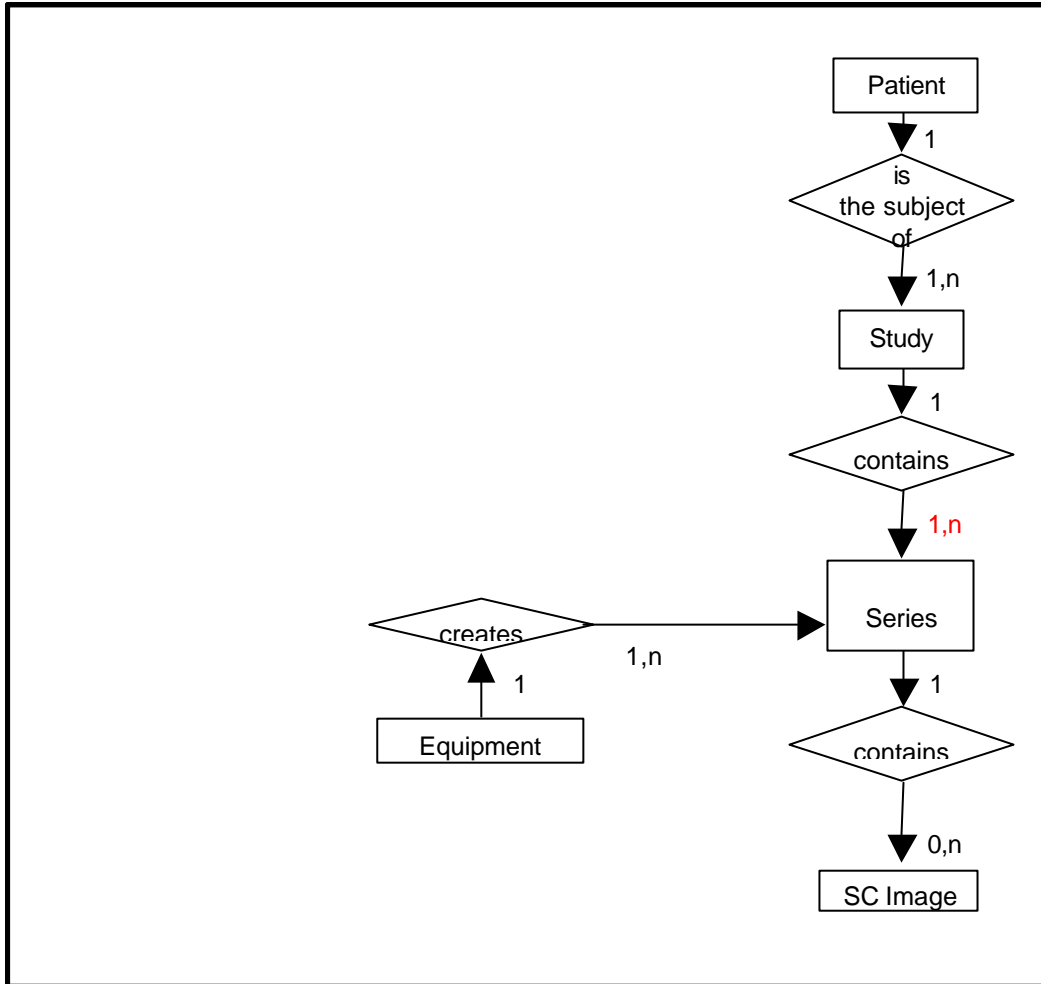 Patient
1
is
the subject
of
1,n
Study
1
contains
1,n
Series
creates
1,n
1
Equipment
1
contains
0,n
SC Image